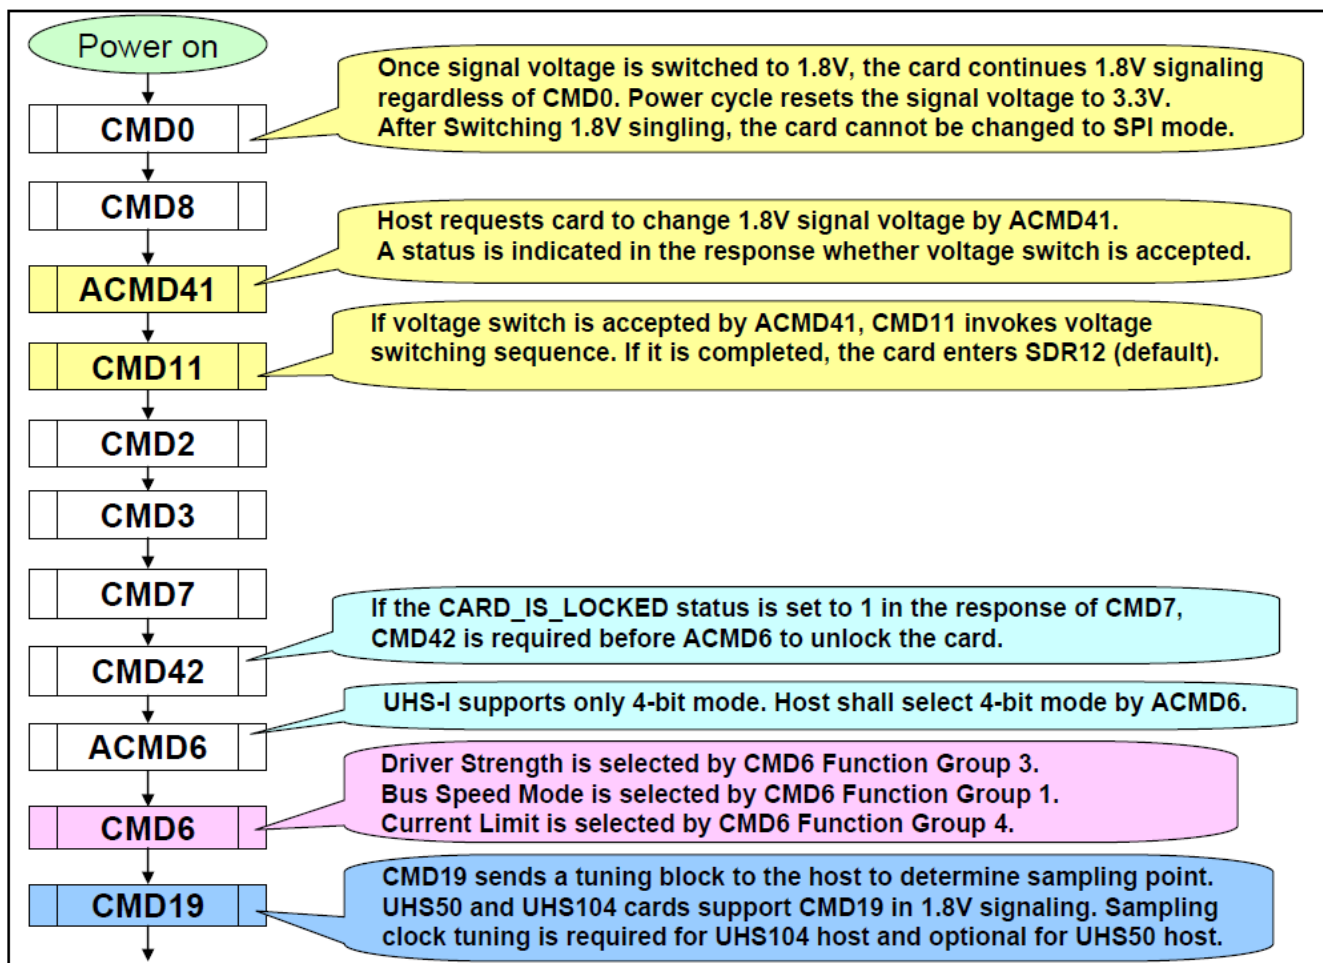 Power on
Once signal voltage is switched to 1.8V, the card continues 1.8V signaling
regardless of CMD0. Power cycle resets the signal voltage to 3.3V.
After Switching 1.8V singling, the card cannot be changed to SPI mode.
CMD0
CMD8
Host requests card to change 1.8V signal voltage by ACMD41.
A status is indicated in the response whether voltage switch is accepted.
ACMD41
If voltage switch is accepted by ACMD41, CMD11 invokes voltage
switching sequence. If it is completed, the card enters SDR12 (default).
CMD11
CMD2
CMD3
CMD7
If the CARD_IS_LOCKED status is set to 1 in the response of CMD7,
CMD42 is required before ACMD6 to unlock the card.
CMD42
UHS-I supports only 4-bit mode. Host shall select 4-bit mode by ACMD6.
ACMD6
Driver Strength is selected by CMD6 Function Group 3.
Bus Speed Mode is selected by CMD6 Function Group 1.
Current Limit is selected by CMD6 Function Group 4.
CMD6
CMD19 sends a tuning block to the host to determine sampling point.
UHS50 and UHS104 cards support CMD19 in 1.8V signaling. Sampling
clock tuning is required for UHS104 host and optional for UHS50 host.
CMD19